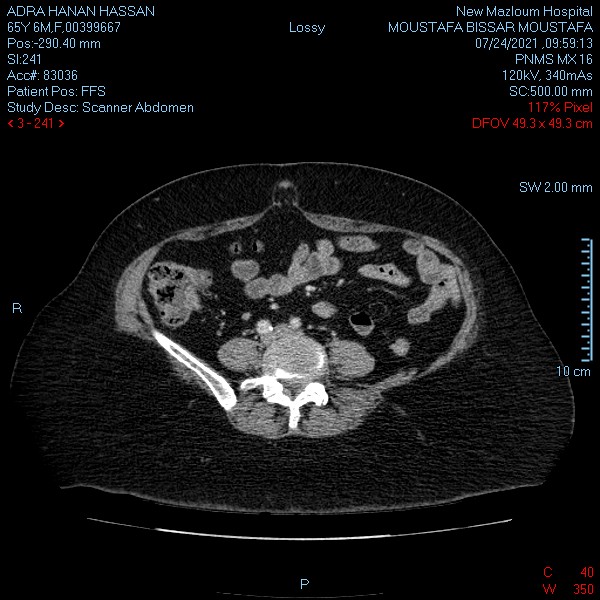 ADRA HANAN HASSAN
65Y 6M,F,00399667
Pos:-290.40 mm
SI:241
Acc#: 83036
Patient Pos: FFS
Study Desc: Scanner Abdomen
< 3 - 241 >
Lossy
New Mazloum Hospital
MOUSTAFA BISSAR MOUSTAFA
07/24/2021 ,09:59:13
PNMS MX 16
120kV, 340mAs
SC:500.00 mm
117% Pixel
DFOV 49.3 x 49.3 cm
SW 2.00 mm
R
10 cm
P
C 40
W 350